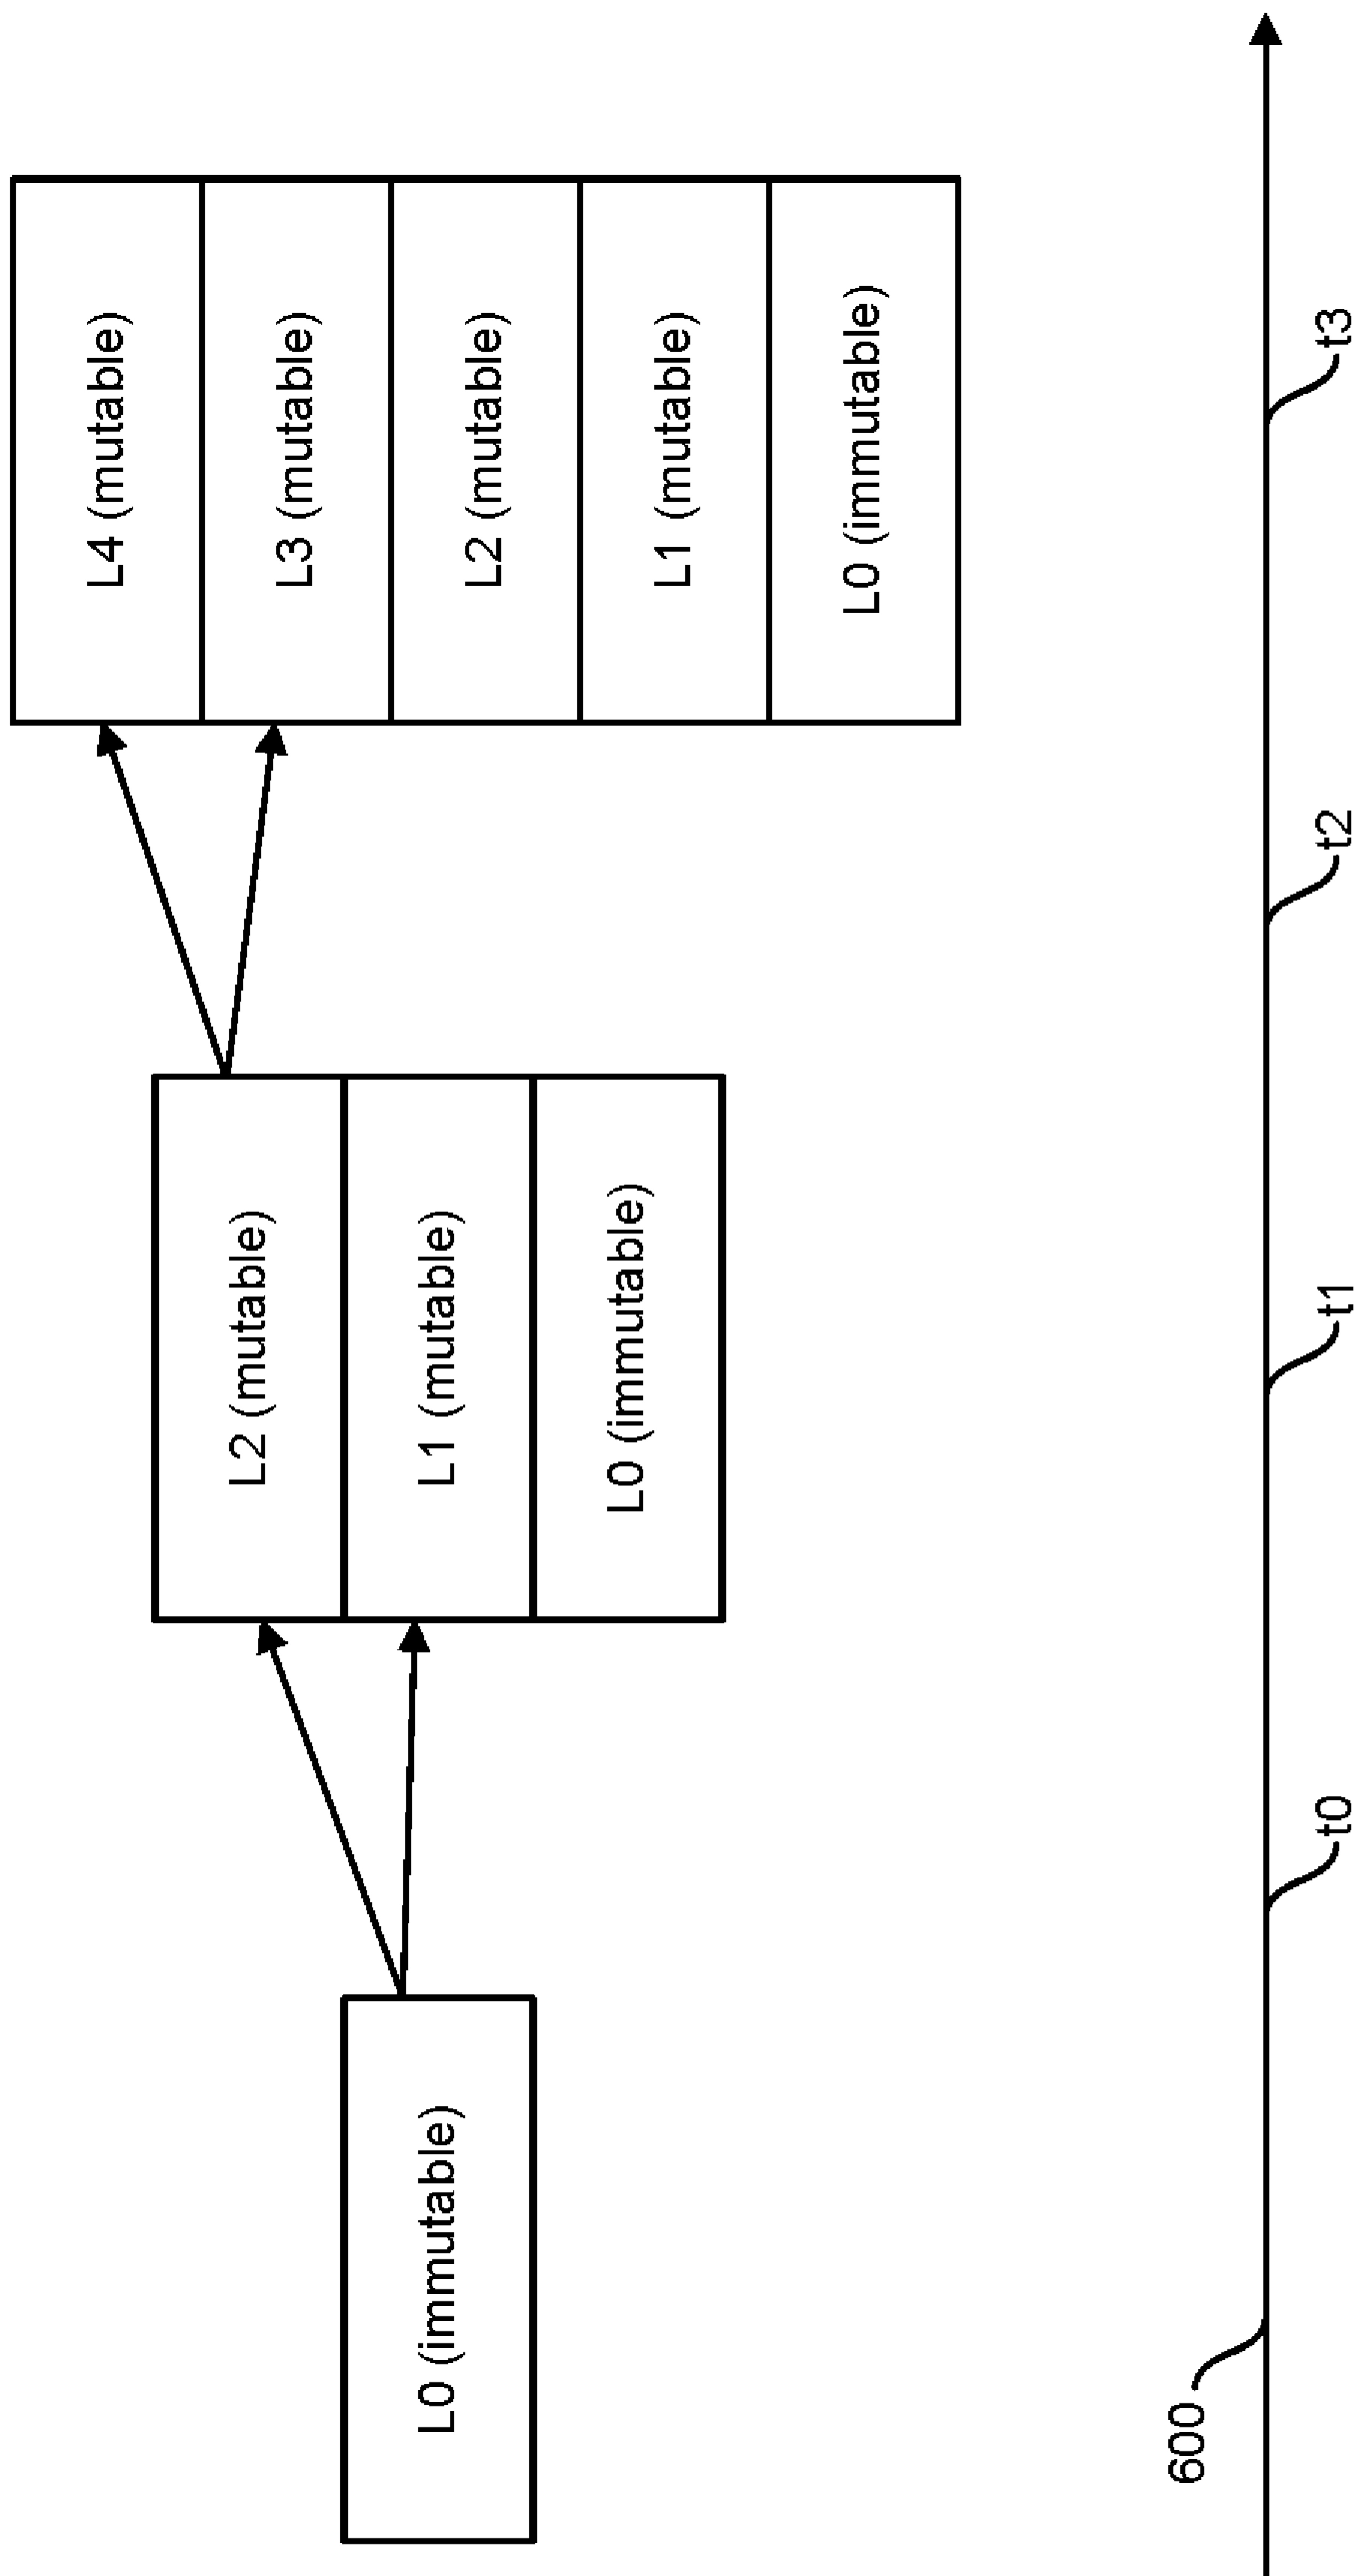 L0 (immutable)
L2 (mutable)
L1 (mutable)
L0 (immutable)
L4 (mutable)
L3 (mutable)
L2 (mutable)
L1 (mutable)
L0 (immutable)
600
t0
t1
t2
t3